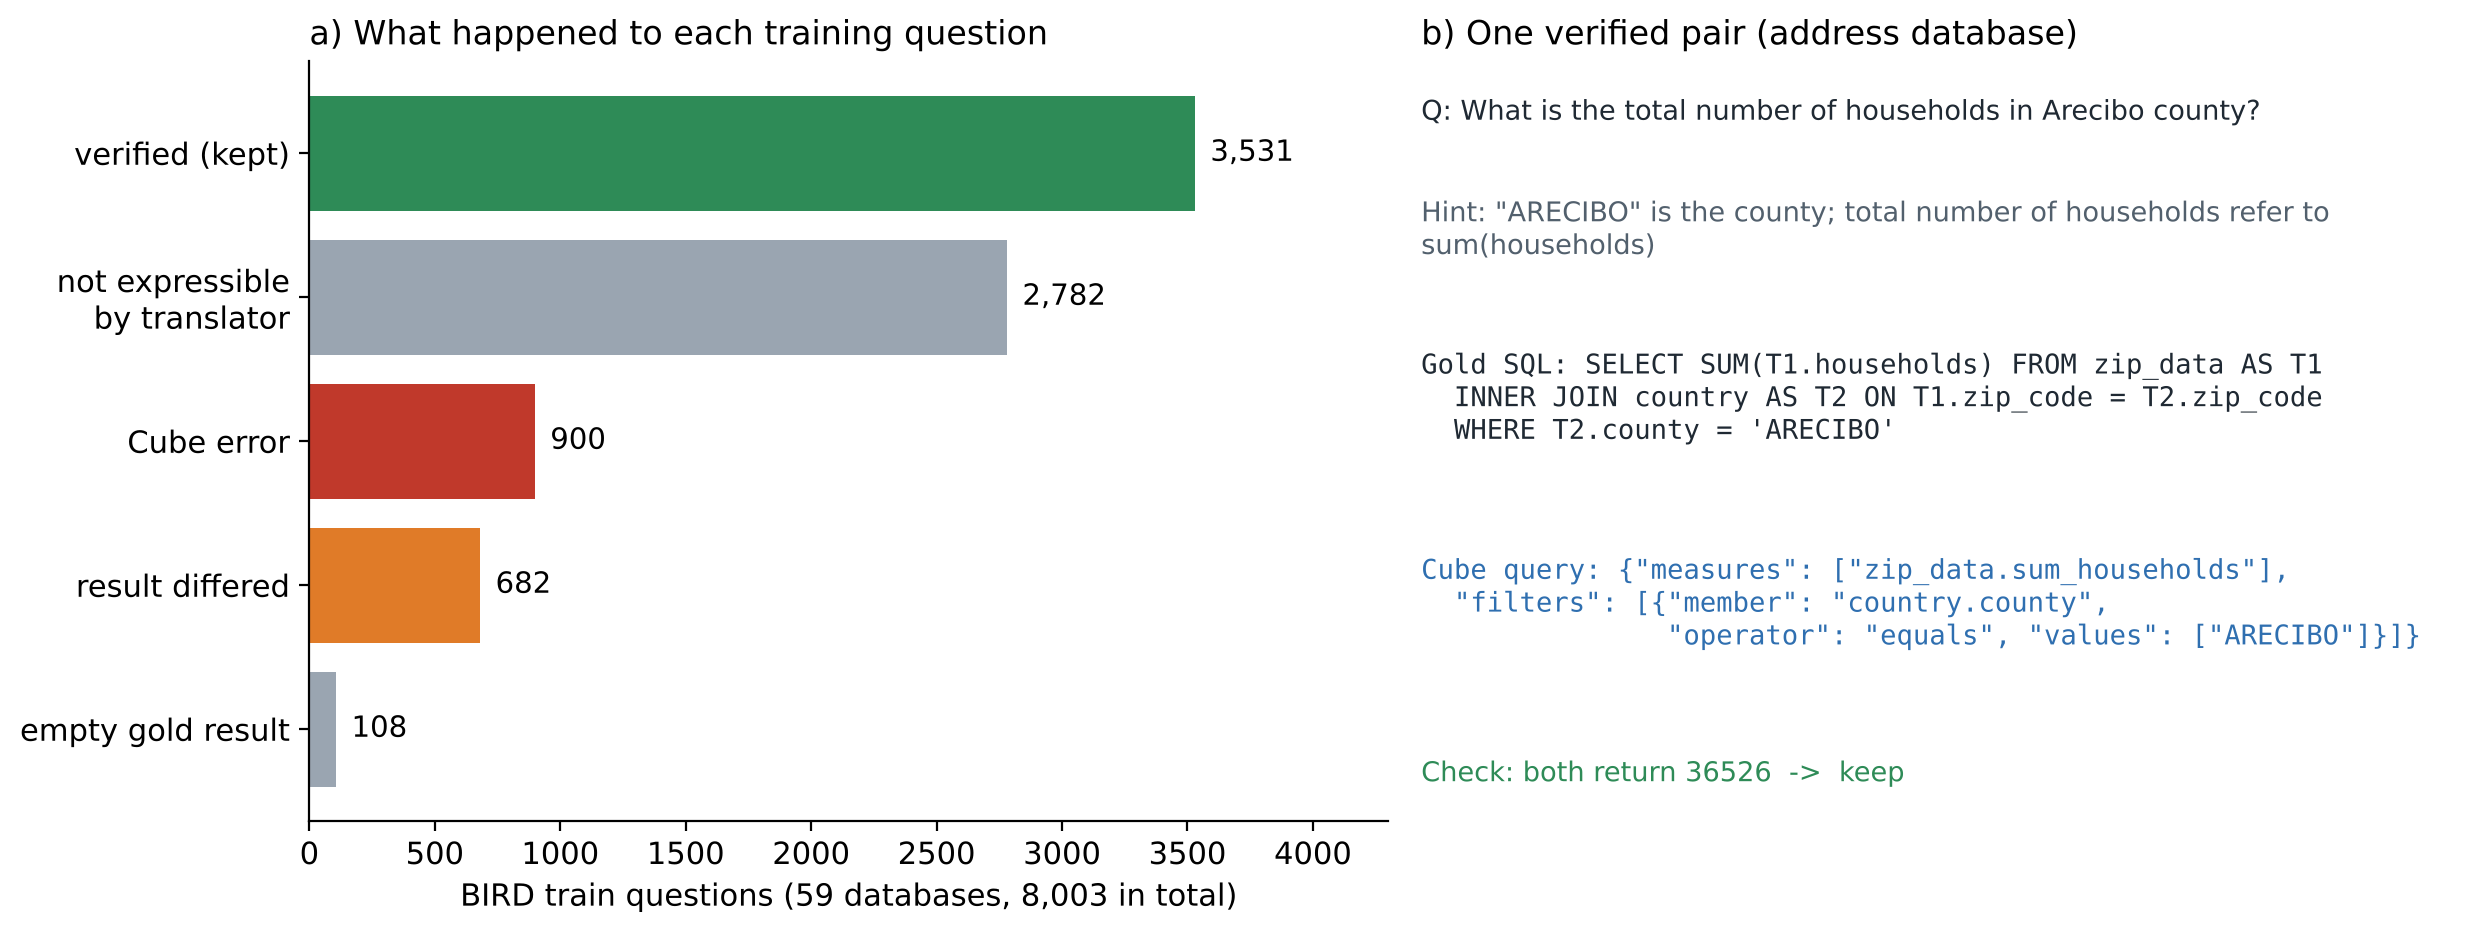 a) What happened to each training question
verified (kept)
3,531
not expressible
by translator
2,782
Cube error
900
result differed
682
empty gold result
108
0 500 1000 1500 2000 2500 3000 3500 4000
BIRD train questions (59 databases, 8,003 in total)
b) One verified pair (address database)
Q: What is the total number of households in Arecibo county?
Hint: "ARECIBO" is the county; total number of households refer to
sum(households)
Gold SQL: SELECT SUM(T1.households) FROM zip_data AS T1
  INNER JOIN country AS T2 ON T1.zip_code = T2.zip_code
  WHERE T2.county = 'ARECIBO'
Cube query: {"measures": ["zip_data.sum_households"],
  "filters": [{"member": "country.county",
               "operator": "equals", "values": ["ARECIBO"]}]}
Check: both return 36526  ->  keep